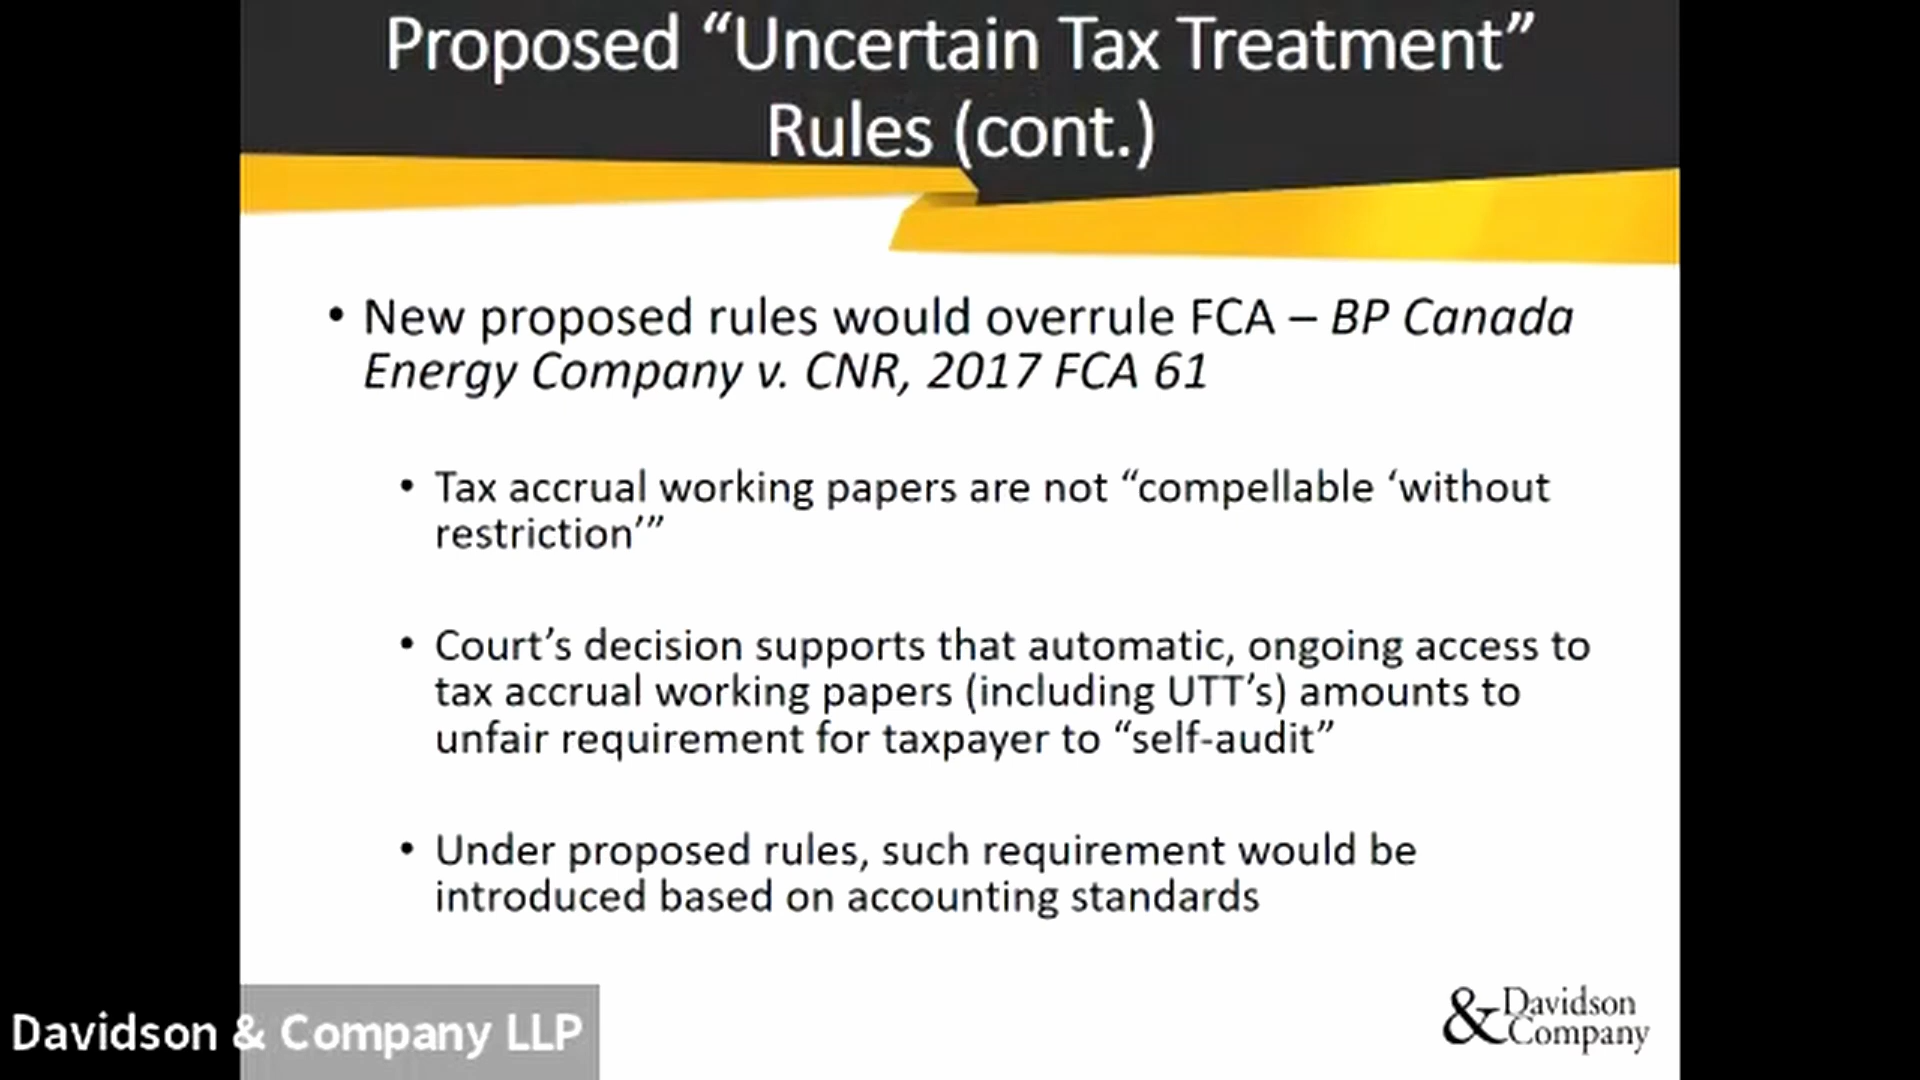 Proposed “Uncertain Tax Treatment”
Rules (cont.)
• New proposed rules would overrule FCA – BP Canada
Energy Company v. CNR, 2017 FCA 61
• Tax accrual working papers are not “compellable ‘without
restriction’”
• Court’s decision supports that automatic, ongoing access to
tax accrual working papers (including UTT’s) amounts to
unfair requirement for taxpayer to “self-audit”
• Under proposed rules, such requirement would be
introduced based on accounting standards
Davidson & Company LLP
& Davidson
Company